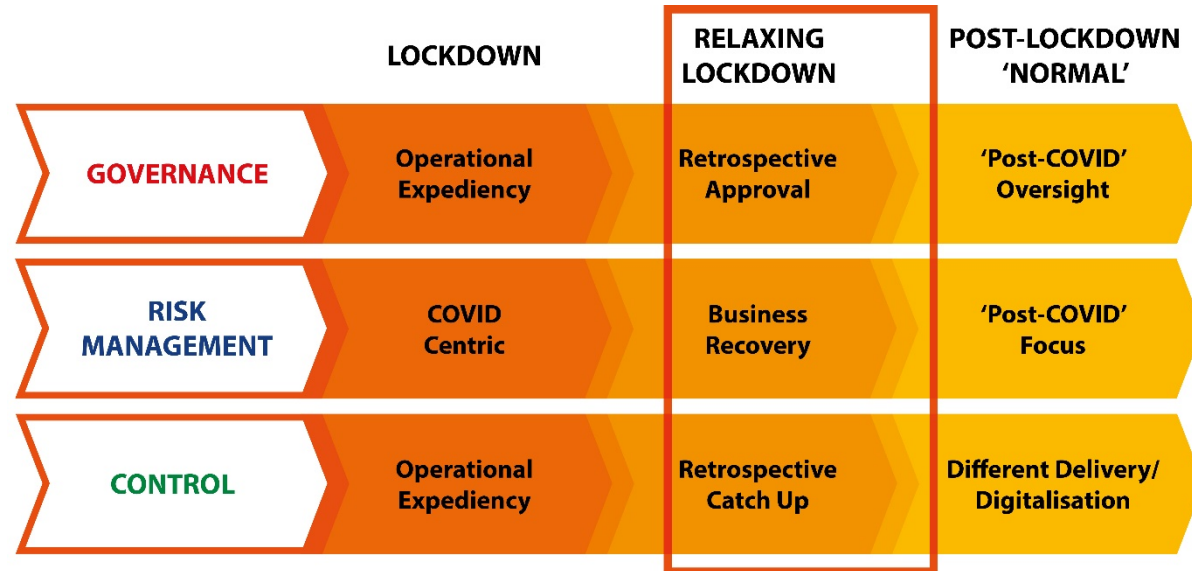 LOCKDOWN
RELAXING
LOCKDOWN
POST-LOCKDOWN
‘NORMAL’
GOVERNANCE
Operational
Expediency
Retrospective
Approval
‘Post-COVID’
Oversight
RISK
MANAGEMENT
COVID
Centric
Business
Recovery
‘Post-COVID’
Focus
CONTROL
Operational
Expediency
Retrospective
Catch Up
Different Delivery/
Digitalisation